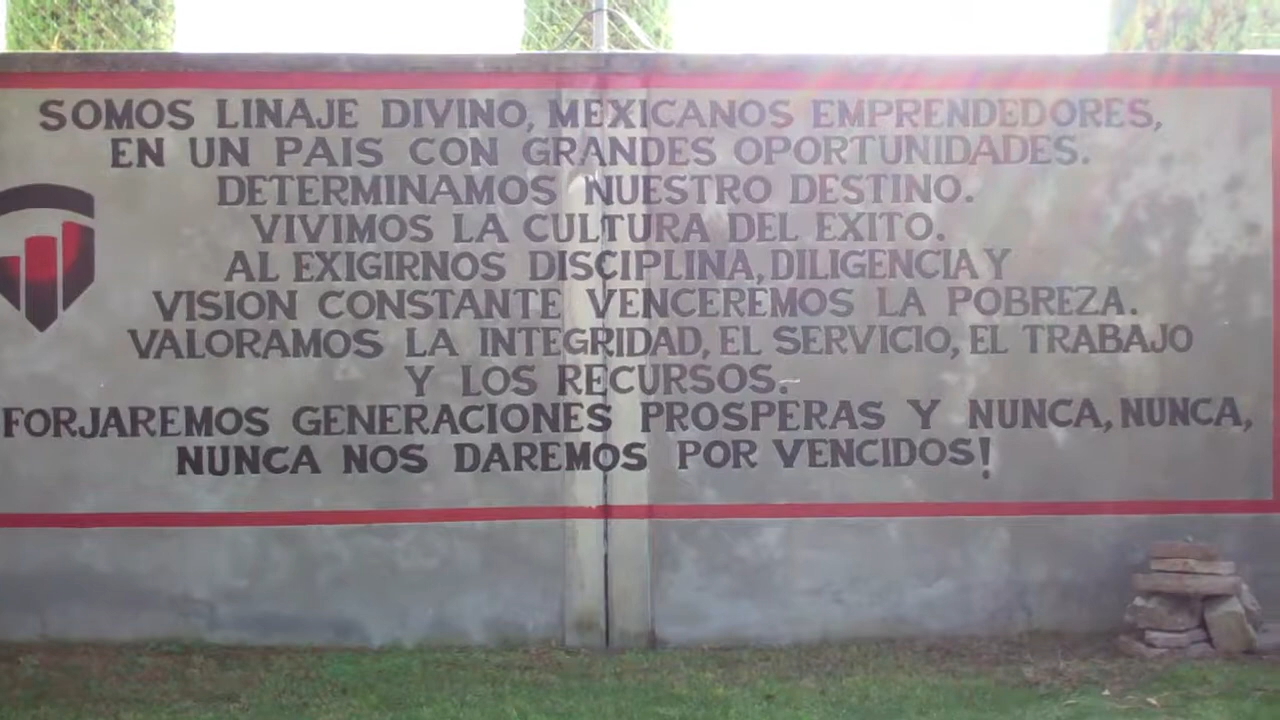 SOMOS LINAJE DIVINO, MEXICANOS EMPRENDEDORES,
EN UN PAIS CON GRANDES OPORTUNIDADES.
DETERMINAMOS NUESTRO DESTINO.
VIVIMOS LA CULTURA DEL EXITO.
AL EXIGIRNOS DISCIPLINA, DILIGENCIA Y
VISION CONSTANTE VENCEREMOS LA POBREZA.
VALORAMOS LA INTEGRIDAD, EL SERVICIO, EL TRABAJO
Y LOS RECURSOS.
FORJAREMOS GENERACIONES PROSPERAS Y NUNCA, NUNCA,
NUNCA NOS DAREMOS POR VENCIDOS!